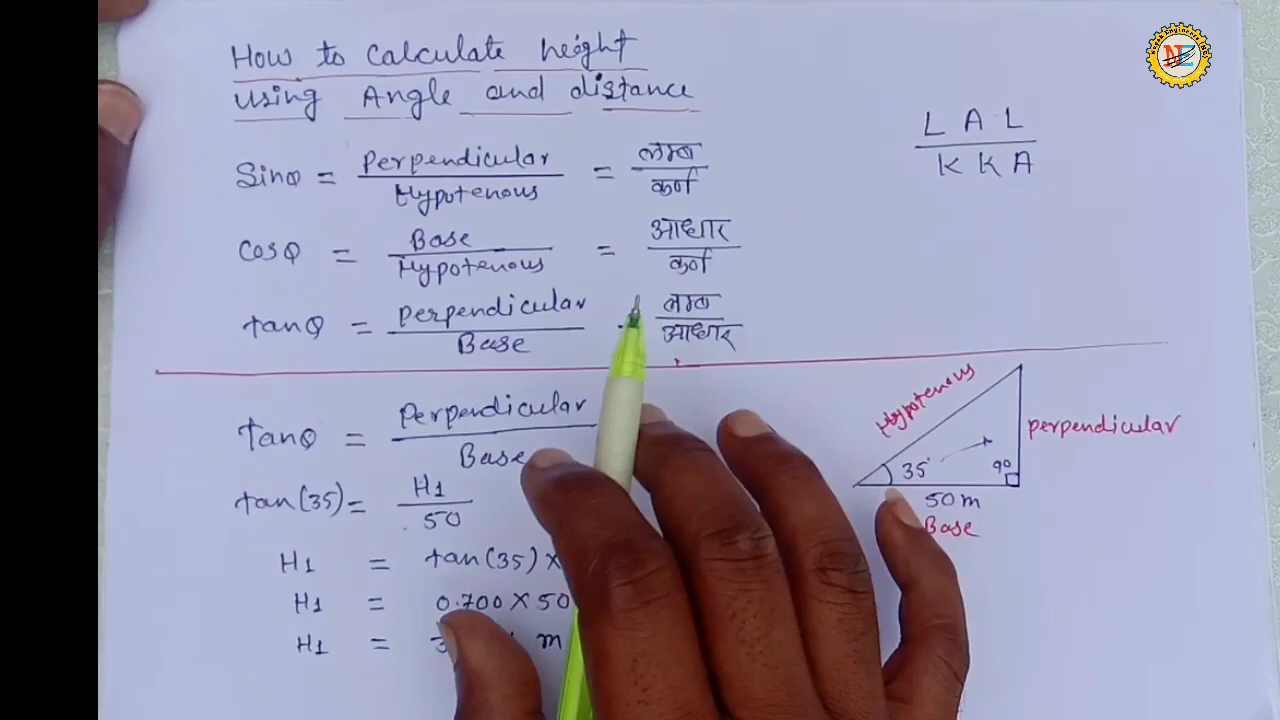 How to calculate height
using Angle and distance
Sinθ = Perpendicular / Hypotenous = लम्ब / कर्ण
L A L
K K A
cosθ = Base / Hypotenous = आधार / कर्ण
tanθ = perpendicular / Base लम्ब / आधार
Tanθ = Perpendicular / Base
Hypotenous
perpendicular
35°
90
50 m
Base
tan(35) = H1 / 50
H1 = tan(35) ×
H1 = 0.700 × 50
H1 = m
NE